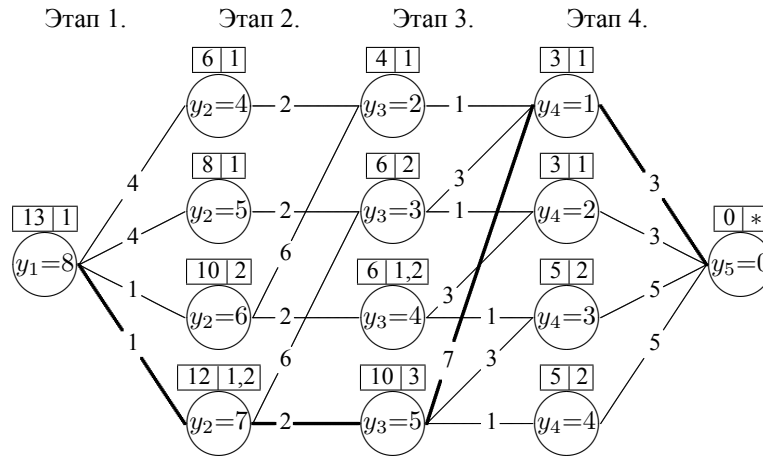 Этап 1. Этап 2. Этап 3. Этап 4.
6 1 4 1 3 1
y₂=4 2 y₃=2 1 y₄=1
8 1 6 2 3 3 1 3
4
13 1 4 y₂=5 2 y₃=3 1 y₄=2 3 0 *
y₁=8 10 2 6 6 1,2 5 2 y₅=0
1 y₂=6 2 y₃=4 3 1 y₄=3 5
1 12 1,2 6 10 3 7 3 5 2 5
y₂=7 2 y₃=5 1 y₄=4